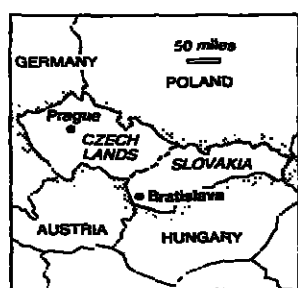 50 miles
GERMANY
POLAND
Prague
CZECH
LANDS
SLOVAKIA
Bratislava
AUSTRIA
HUNGARY